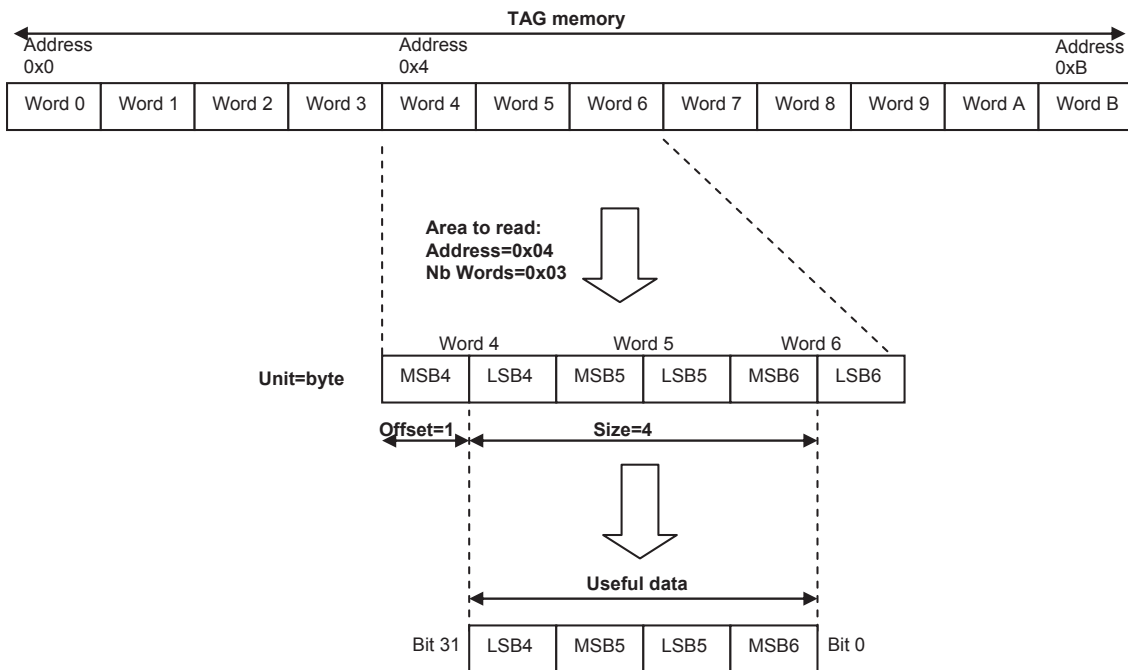 TAG memory
Address Address Address
0x0 0x4 0xB
Word 0 Word 1 Word 2 Word 3 Word 4 Word 5 Word 6 Word 7 Word 8 Word 9 Word A Word B
Area to read:
Address=0x04
Nb Words=0x03
Word 4 Word 5 Word 6
Unit=byte MSB4 LSB4 MSB5 LSB5 MSB6 LSB6
Offset=1 Size=4
Useful data
Bit 31 LSB4 MSB5 LSB5 MSB6 Bit 0